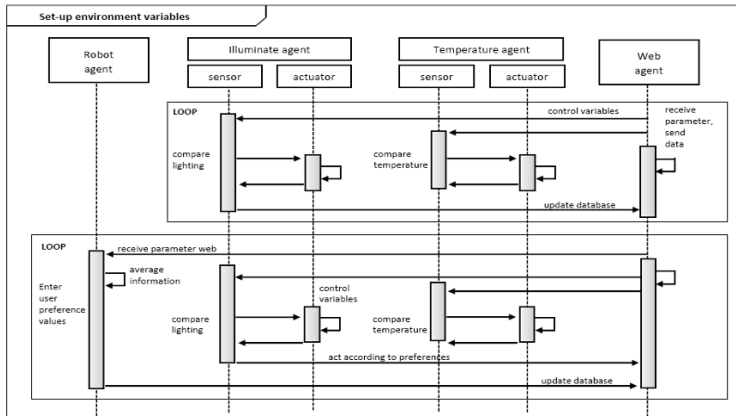 Set-up environment variables
Robot
agent
Illuminate agent
Temperature agent
Web
agent
sensor
actuator
sensor
actuator
LOOP
control variables
receive
parameter,
send
data
compare
lighting
compare
temperature
update database
LOOP
receive parameter web
average
information
Enter
user
preference
values
control
variables
compare
lighting
compare
temperature
act according to preferences
update database